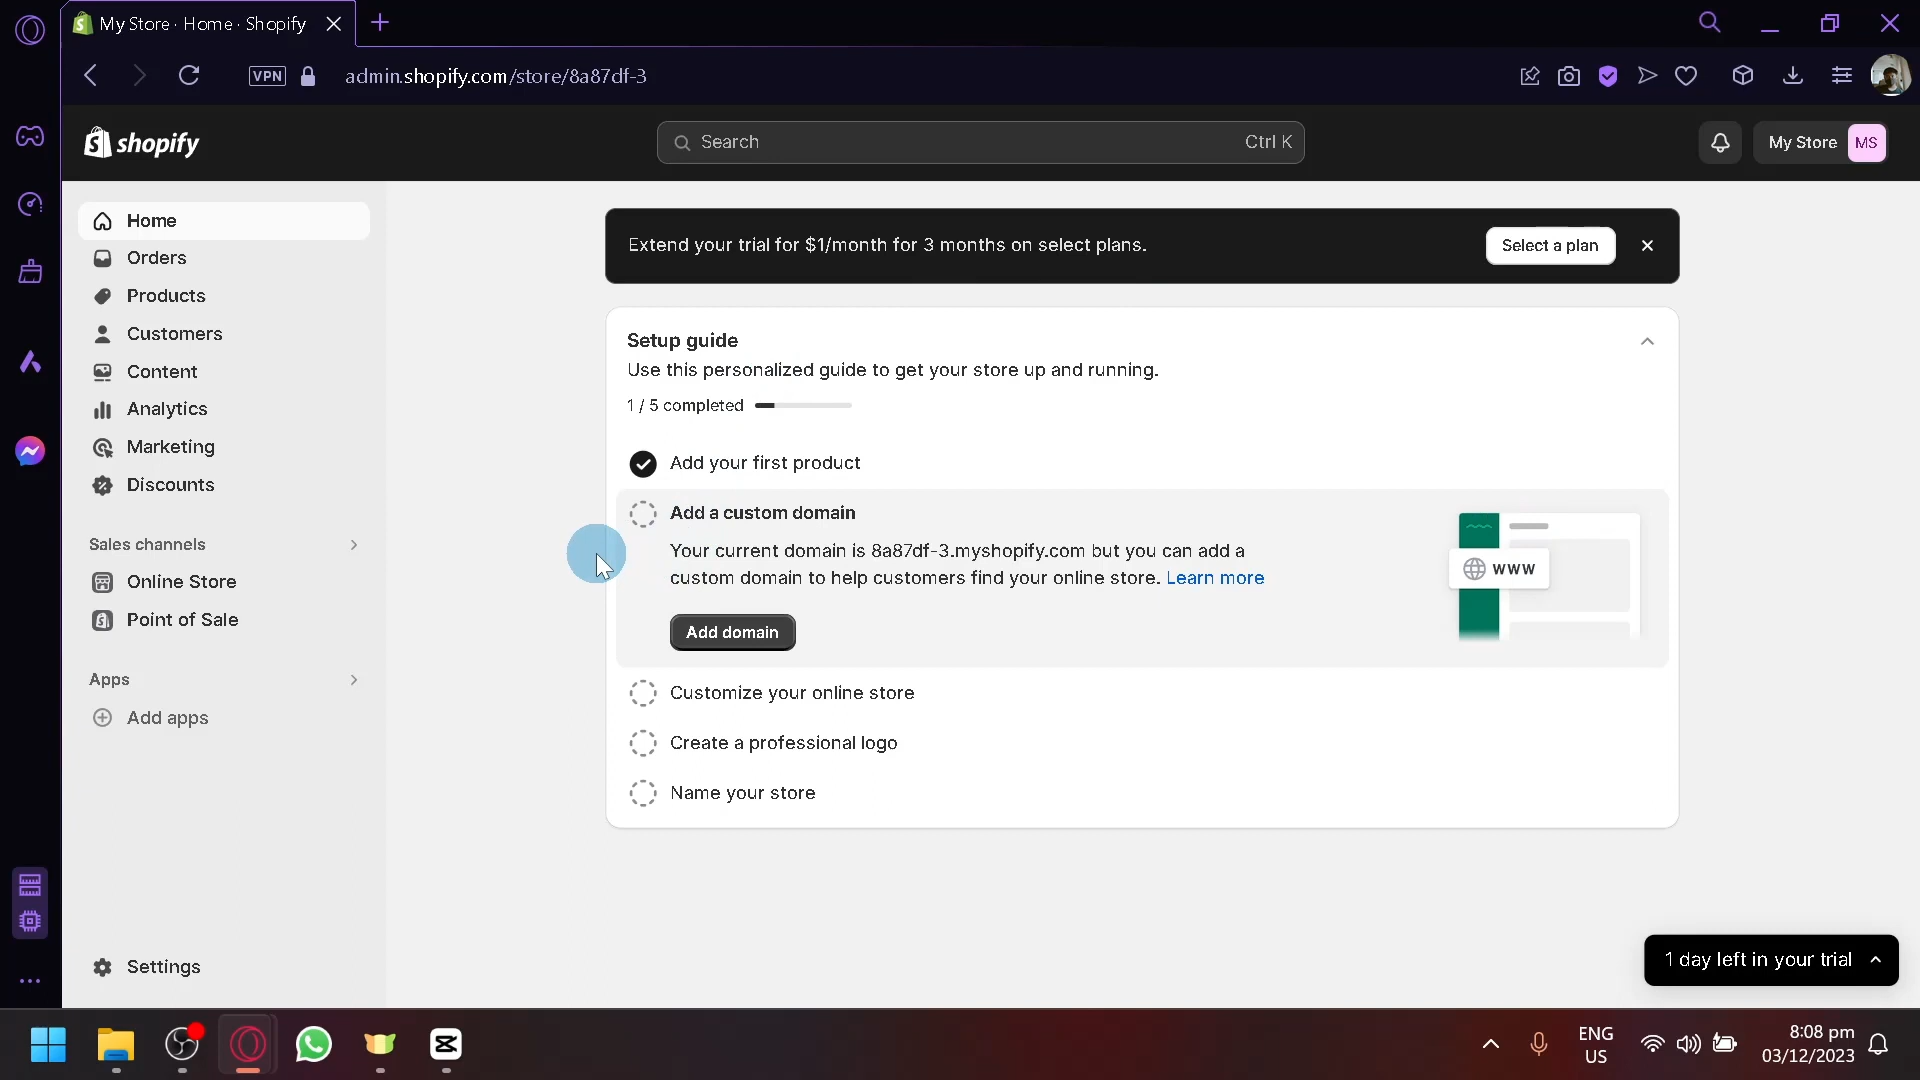 My Store · Home · Shopify
VPN
admin.shopify.com/store/8a87df-3
shopify
Search
Ctrl K
My Store
MS
Home
Orders
Products
Customers
Content
Analytics
Marketing
Discounts
Sales channels
Online Store
Point of Sale
Apps
Add apps
Settings
Extend your trial for $1/month for 3 months on select plans.
Select a plan
Setup guide
Use this personalized guide to get your store up and running.
1 / 5 completed
Add your first product
Add a custom domain
Your current domain is 8a87df-3.myshopify.com but you can add a
custom domain to help customers find your online store. Learn more
Add domain
www
Customize your online store
Create a professional logo
Name your store
1 day left in your trial
ENG
US
8:08 pm
03/12/2023